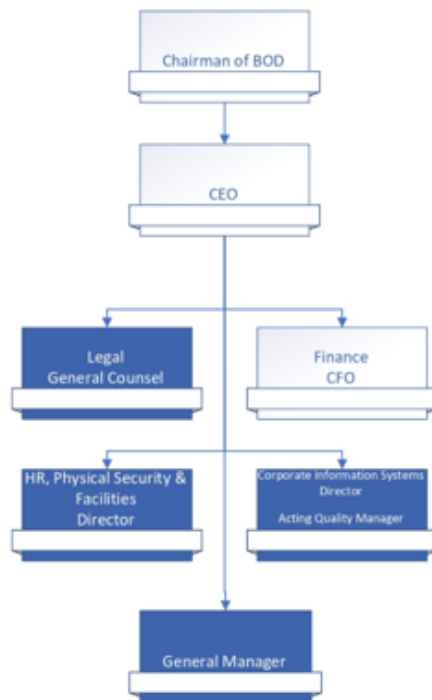 Chairman of BOD
CEO
Legal
General Counsel
Finance
CFO
HR, Physical Security &
Facilities
Director
Corporate Information Systems
Director
Acting Quality Manager
General Manager